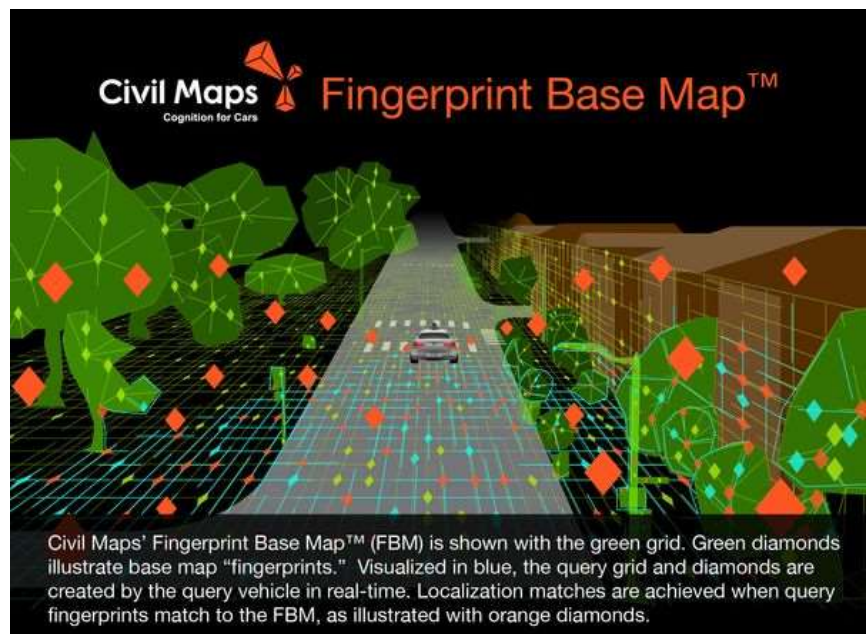 Civil Maps
Cognition for Cars
Fingerprint Base Map™
Civil Maps' Fingerprint Base Map™ (FBM) is shown with the green grid. Green diamonds
illustrate base map “fingerprints.” Visualized in blue, the query grid and diamonds are
created by the query vehicle in real-time. Localization matches are achieved when query
fingerprints match to the FBM, as illustrated with orange diamonds.